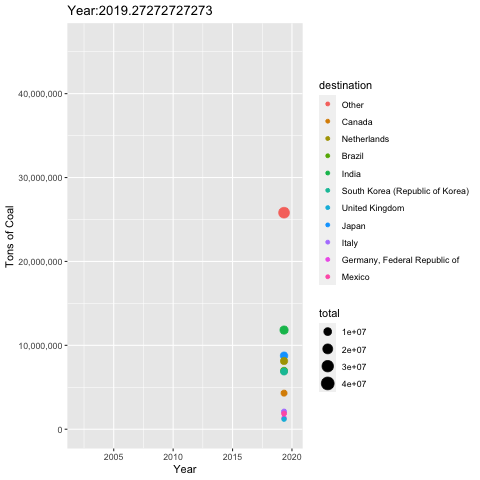 Year:2019.27272727273
Tons of Coal
40,000,000
30,000,000
20,000,000
10,000,000
0
2005
2010
2015
2020
Year
destination
Other
Canada
Netherlands
Brazil
India
South Korea (Republic of Korea)
United Kingdom
Japan
Italy
Germany, Federal Republic of
Mexico
total
1e+07
2e+07
3e+07
4e+07